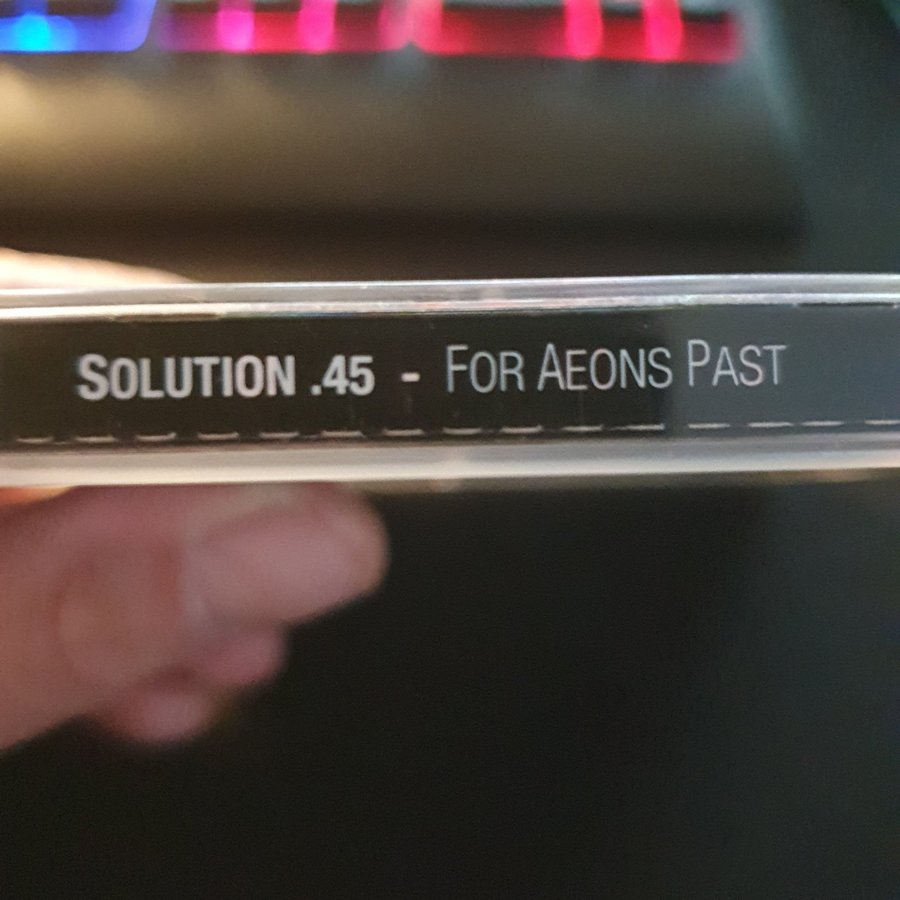 SOLUTION .45 - FOR AEONS PAST